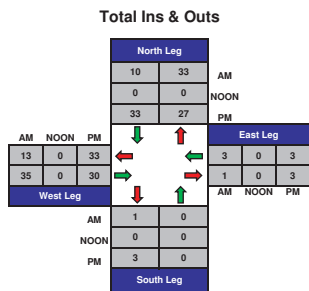 Total Ins & Outs
North Leg
10 33 AM
0 0 NOON
33 27 PM
AM NOON PM
East Leg
13 0 33
3 0 3
35 0 30
1 0 3
West Leg
AM NOON PM
AM 1 0
NOON 0 0
PM 3 0
South Leg